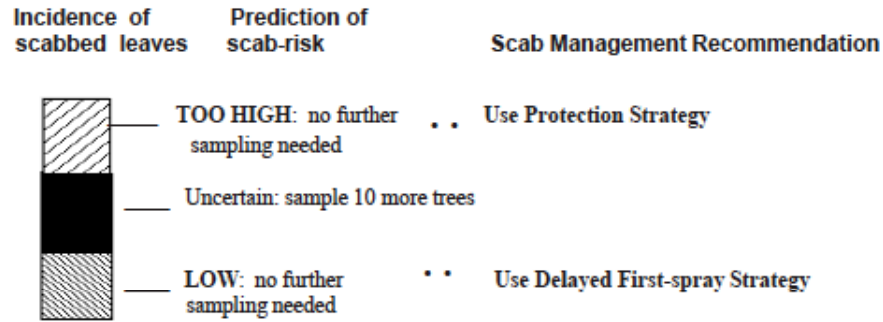 Incidence of Prediction of
scabbed leaves scab-risk Scab Management Recommendation
TOO HIGH: no further . . Use Protection Strategy
sampling needed
Uncertain: sample 10 more trees
LOW: no further . . Use Delayed First-spray Strategy
sampling needed